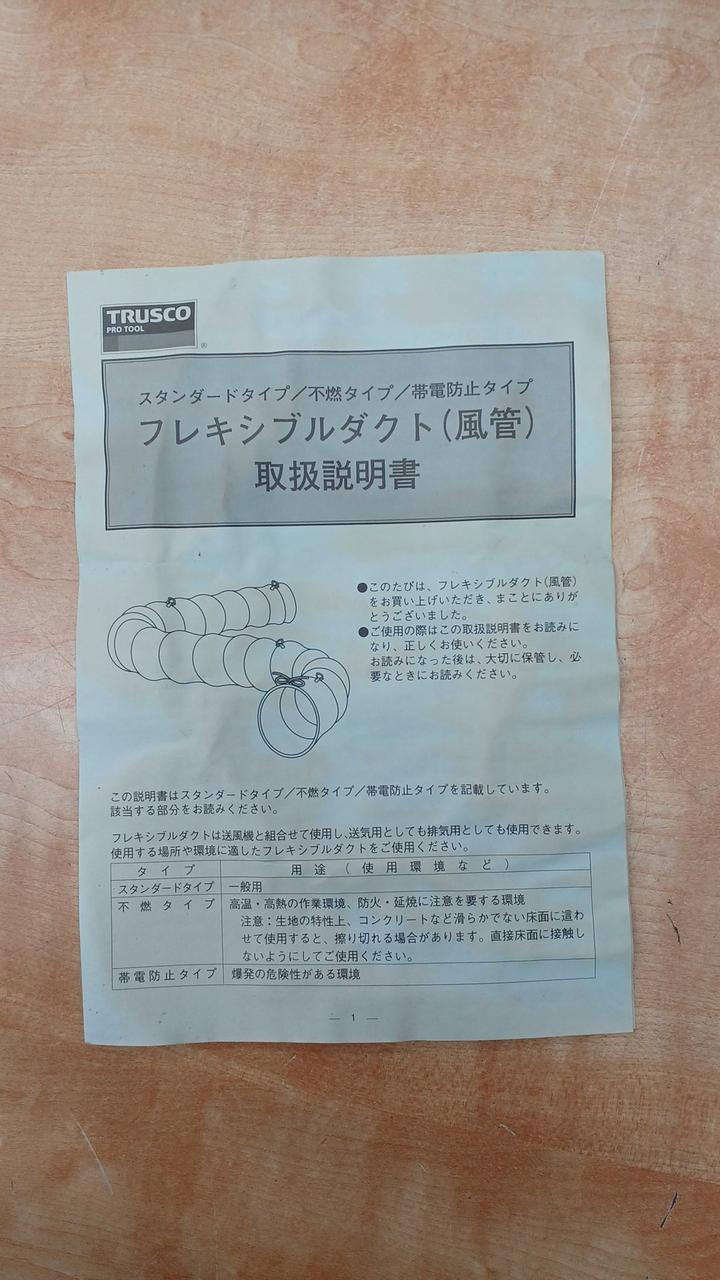 TRUSCO
PRO TOOL
®
スタンダードタイプ／不燃タイプ／帯電防止タイプ
フレキシブルダクト(風管)
取扱説明書
●このたびは、フレキシブルダクト(風管)
をお買い上げいただき、まことにありが
とうございました。
●ご使用の際はこの取扱説明書をお読みに
なり、正しくお使いください。
お読みになった後は、大切に保管し、必
要なときにお読みください。
この説明書はスタンダードタイプ／不燃タイプ／帯電防止タイプを記載しています。
該当する部分をお読みください。
フレキシブルダクトは送風機と組合せて使用し、送気用としても排気用としても使用できます。
使用する場所や環境に適したフレキシブルダクトをご使用ください。
タイプ 用途(使用環境など)
スタンダードタイプ 一般用
不燃タイプ 高温・高熱の作業環境、防火・延焼に注意を要する環境
注意：生地の特性上、コンクリートなど滑らかでない床面に這わ
せて使用すると、擦り切れる場合があります。直接床面に接触し
ないようにしてご使用ください。
帯電防止タイプ 爆発の危険性がある環境
— 1 —